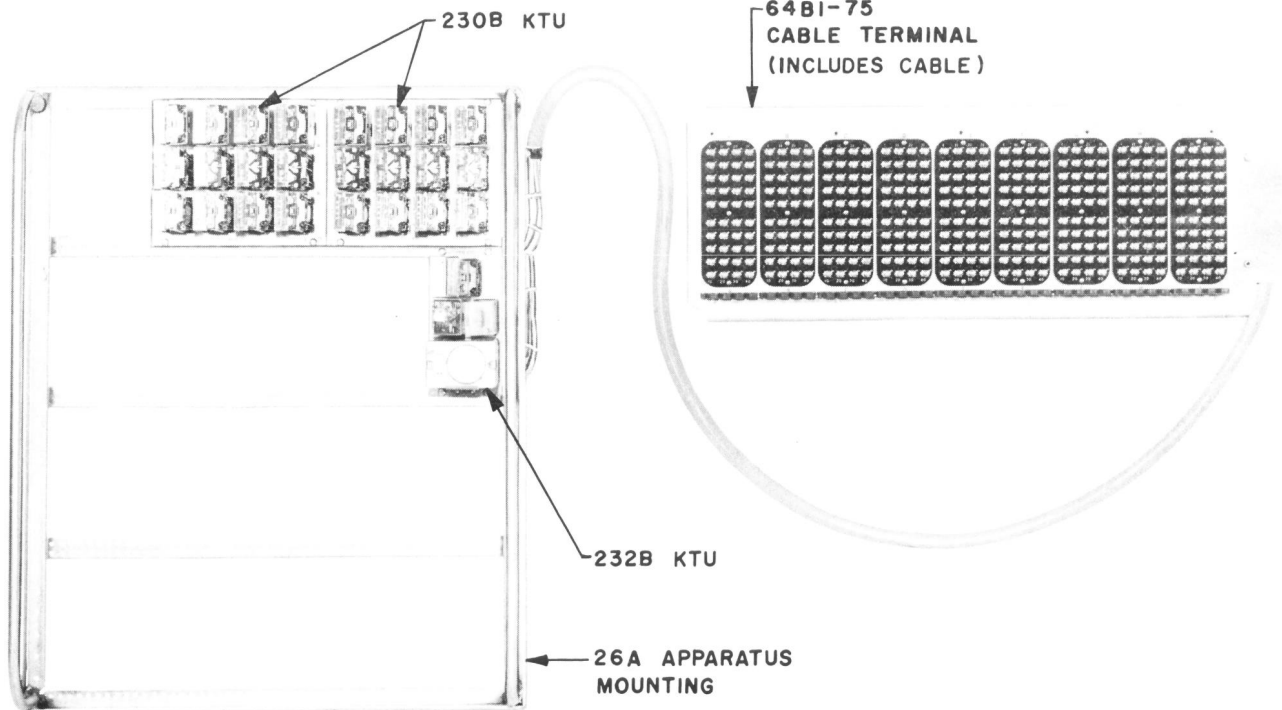 230B KTU
64B1-75
CABLE TERMINAL
(INCLUDES CABLE)
232B KTU
26A APPARATUS
MOUNTING